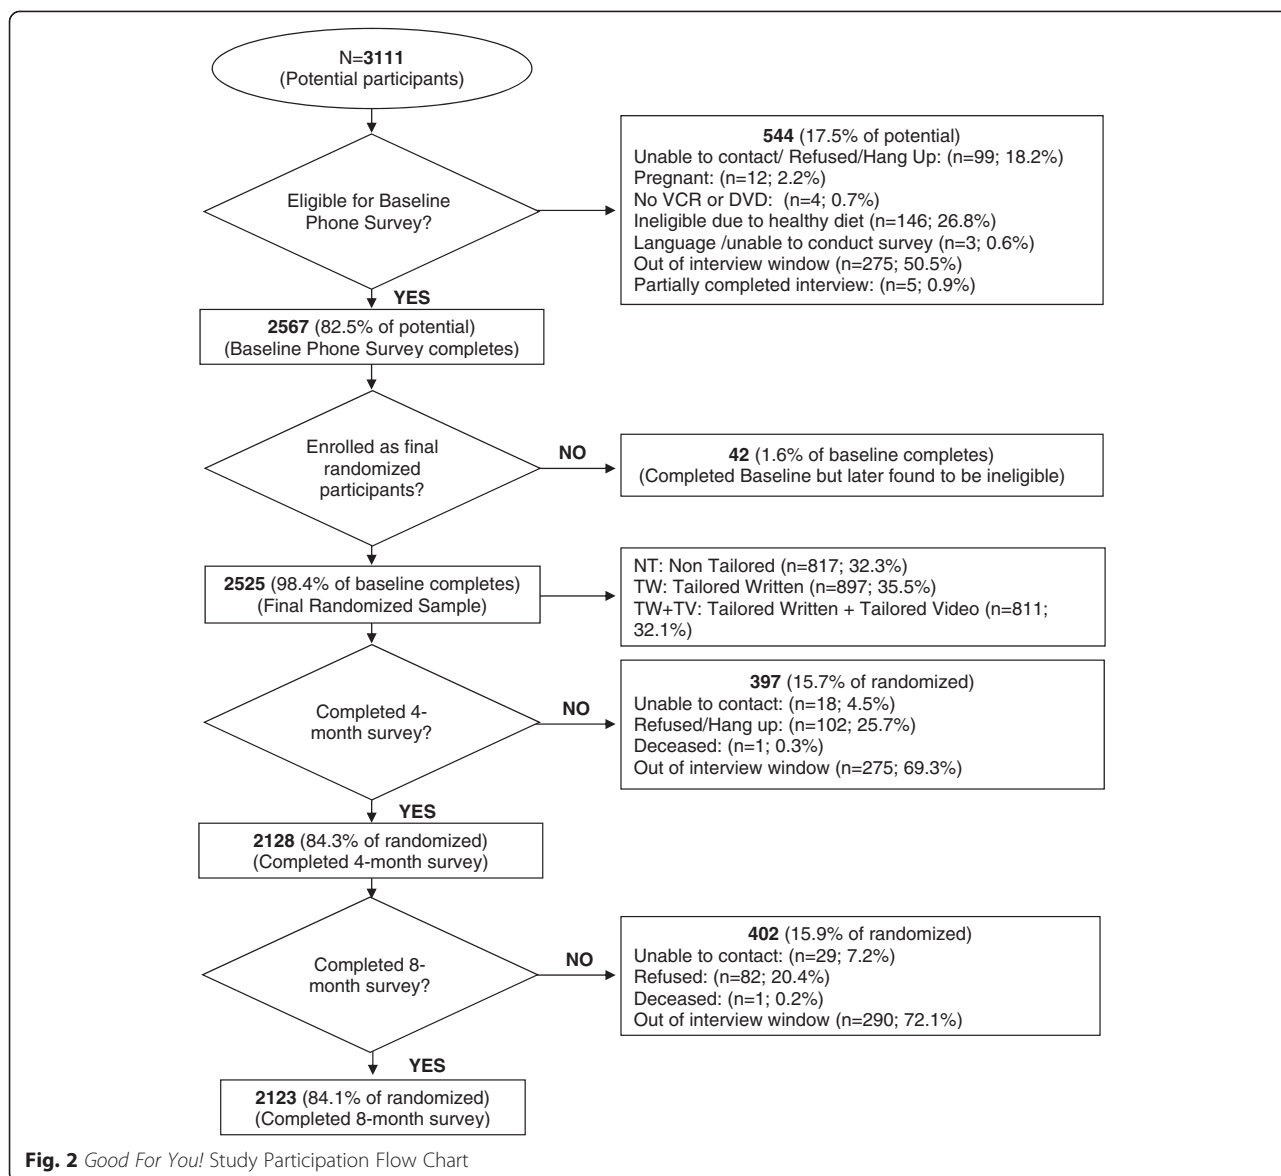 N=3111
(Potential participants)
Eligible for Baseline
Phone Survey?
544 (17.5% of potential)
Unable to contact/ Refused/Hang Up: (n=99; 18.2%)
Pregnant: (n=12; 2.2%)
No VCR or DVD: (n=4; 0.7%)
Ineligible due to healthy diet (n=146; 26.8%)
Language /unable to conduct survey (n=3; 0.6%)
Out of interview window (n=275; 50.5%)
Partially completed interview: (n=5; 0.9%)
YES
2567 (82.5% of potential)
(Baseline Phone Survey completes)
Enrolled as final
randomized
participants?
NO
42 (1.6% of baseline completes)
(Completed Baseline but later found to be ineligible)
2525 (98.4% of baseline completes)
(Final Randomized Sample)
NT: Non Tailored (n=817; 32.3%)
TW: Tailored Written (n=897; 35.5%)
TW+TV: Tailored Written + Tailored Video (n=811;
32.1%)
Completed 4-
month survey?
NO
397 (15.7% of randomized)
Unable to contact: (n=18; 4.5%)
Refused/Hang up: (n=102; 25.7%)
Deceased: (n=1; 0.3%)
Out of interview window (n=275; 69.3%)
YES
2128 (84.3% of randomized)
(Completed 4-month survey)
Completed 8-
month survey?
NO
402 (15.9% of randomized)
Unable to contact: (n=29; 7.2%)
Refused: (n=82; 20.4%)
Deceased: (n=1; 0.2%)
Out of interview window (n=290; 72.1%)
YES
2123 (84.1% of randomized)
(Completed 8-month survey)
Fig. 2 Good For You! Study Participation Flow Chart